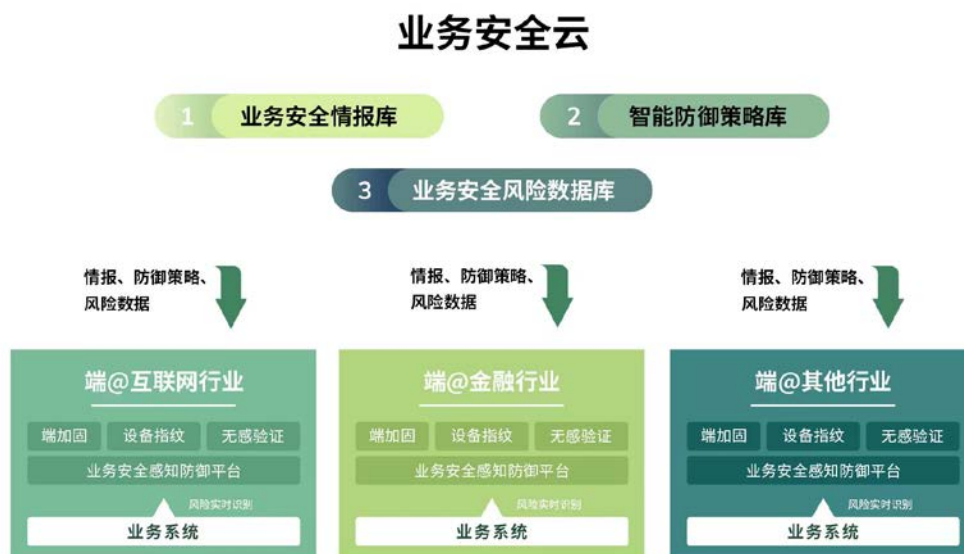 业务安全云
1 业务安全情报库
2 智能防御策略库
3 业务安全风险数据库
情报、防御策略、
风险数据
情报、防御策略、
风险数据
情报、防御策略、
风险数据
端@互联网行业
端加固 设备指纹 无感验证
业务安全感知防御平台
风险实时识别
业务系统
端@金融行业
端加固 设备指纹 无感验证
业务安全感知防御平台
风险实时识别
业务系统
端@其他行业
端加固 设备指纹 无感验证
业务安全感知防御平台
风险实时识别
业务系统